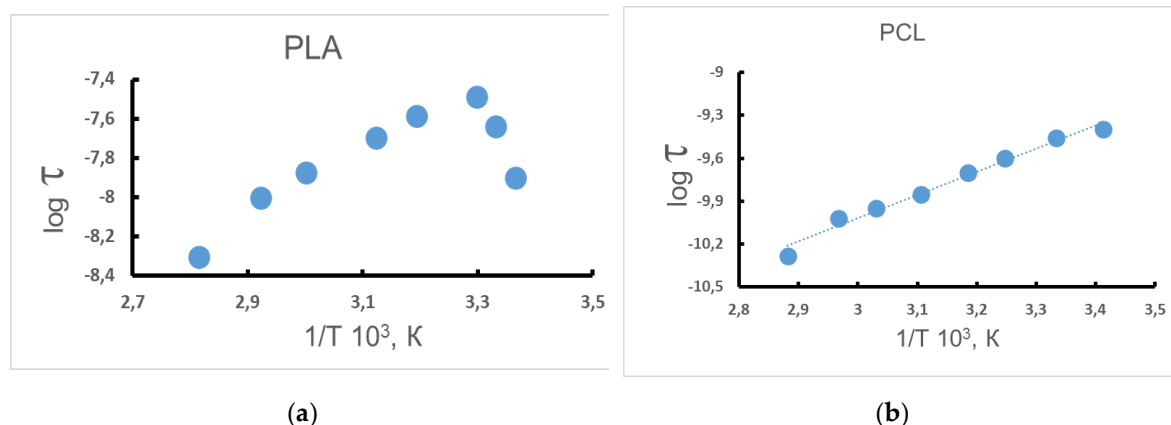 PLA
-7,4
-7,6
-7,8
-8
-8,2
-8,4
log τ
2,7 2,9 3,1 3,3 3,5
1/T 10³, K
(a)
PCL
-9
-9,3
-9,6
-9,9
-10,2
-10,5
log τ
2,8 2,9 3 3,1 3,2 3,3 3,4 3,5
1/T 10³, K
(b)